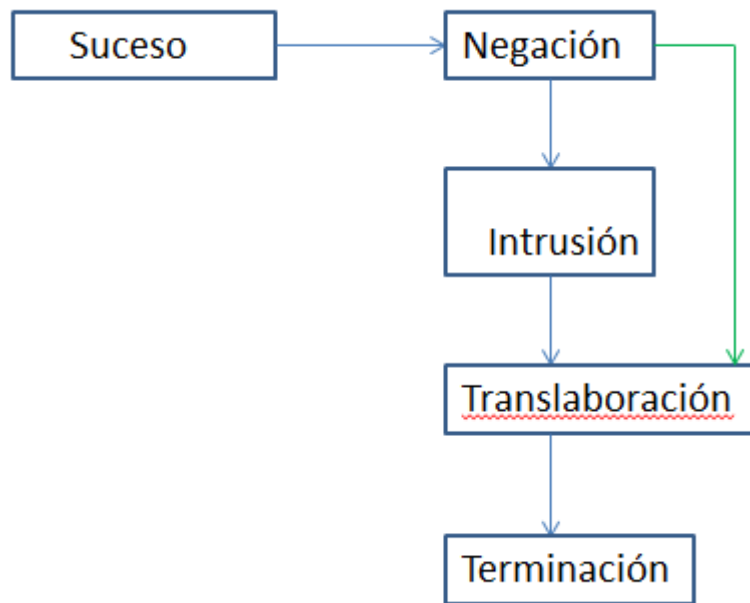 Suceso
Negación
Intrusión
Translaboración
Terminación